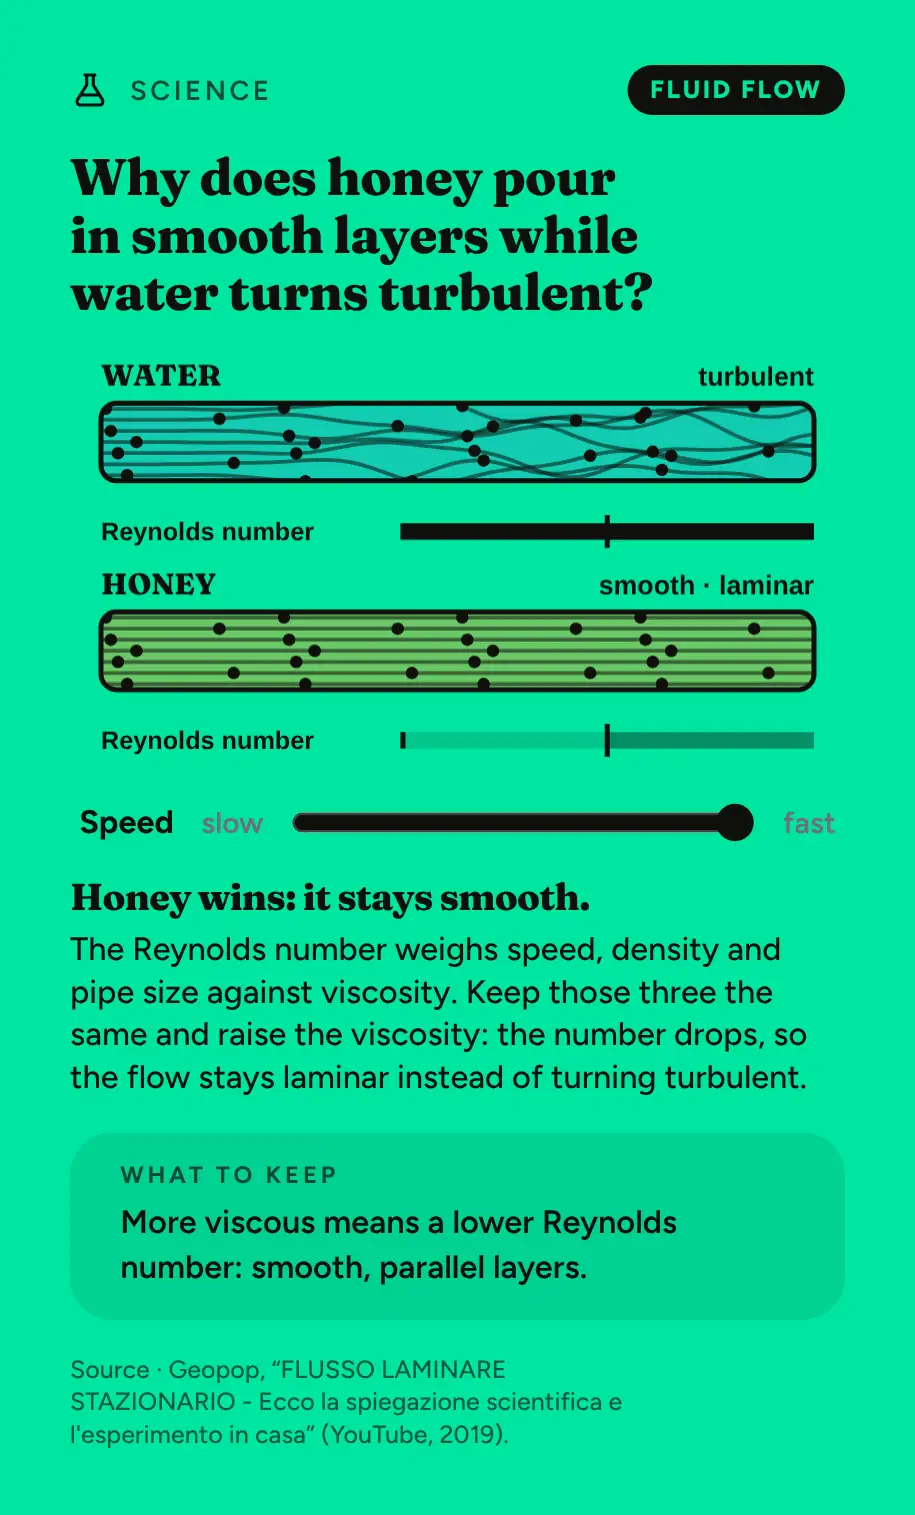 SCIENCE
FLUID FLOW
Why does honey pour
in smooth layers while
water turns turbulent?
WATER
turbulent
Reynolds number
HONEY
smooth · laminar
Reynolds number
Speed slow fast
Honey wins: it stays smooth.
The Reynolds number weighs speed, density and
pipe size against viscosity. Keep those three the
same and raise the viscosity: the number drops, so
the flow stays laminar instead of turning turbulent.
WHAT TO KEEP
More viscous means a lower Reynolds
number: smooth, parallel layers.
Source · Geopop, “FLUSSO LAMINARE
STAZIONARIO - Ecco la spiegazione scientifica e
l'esperimento in casa” (YouTube, 2019).